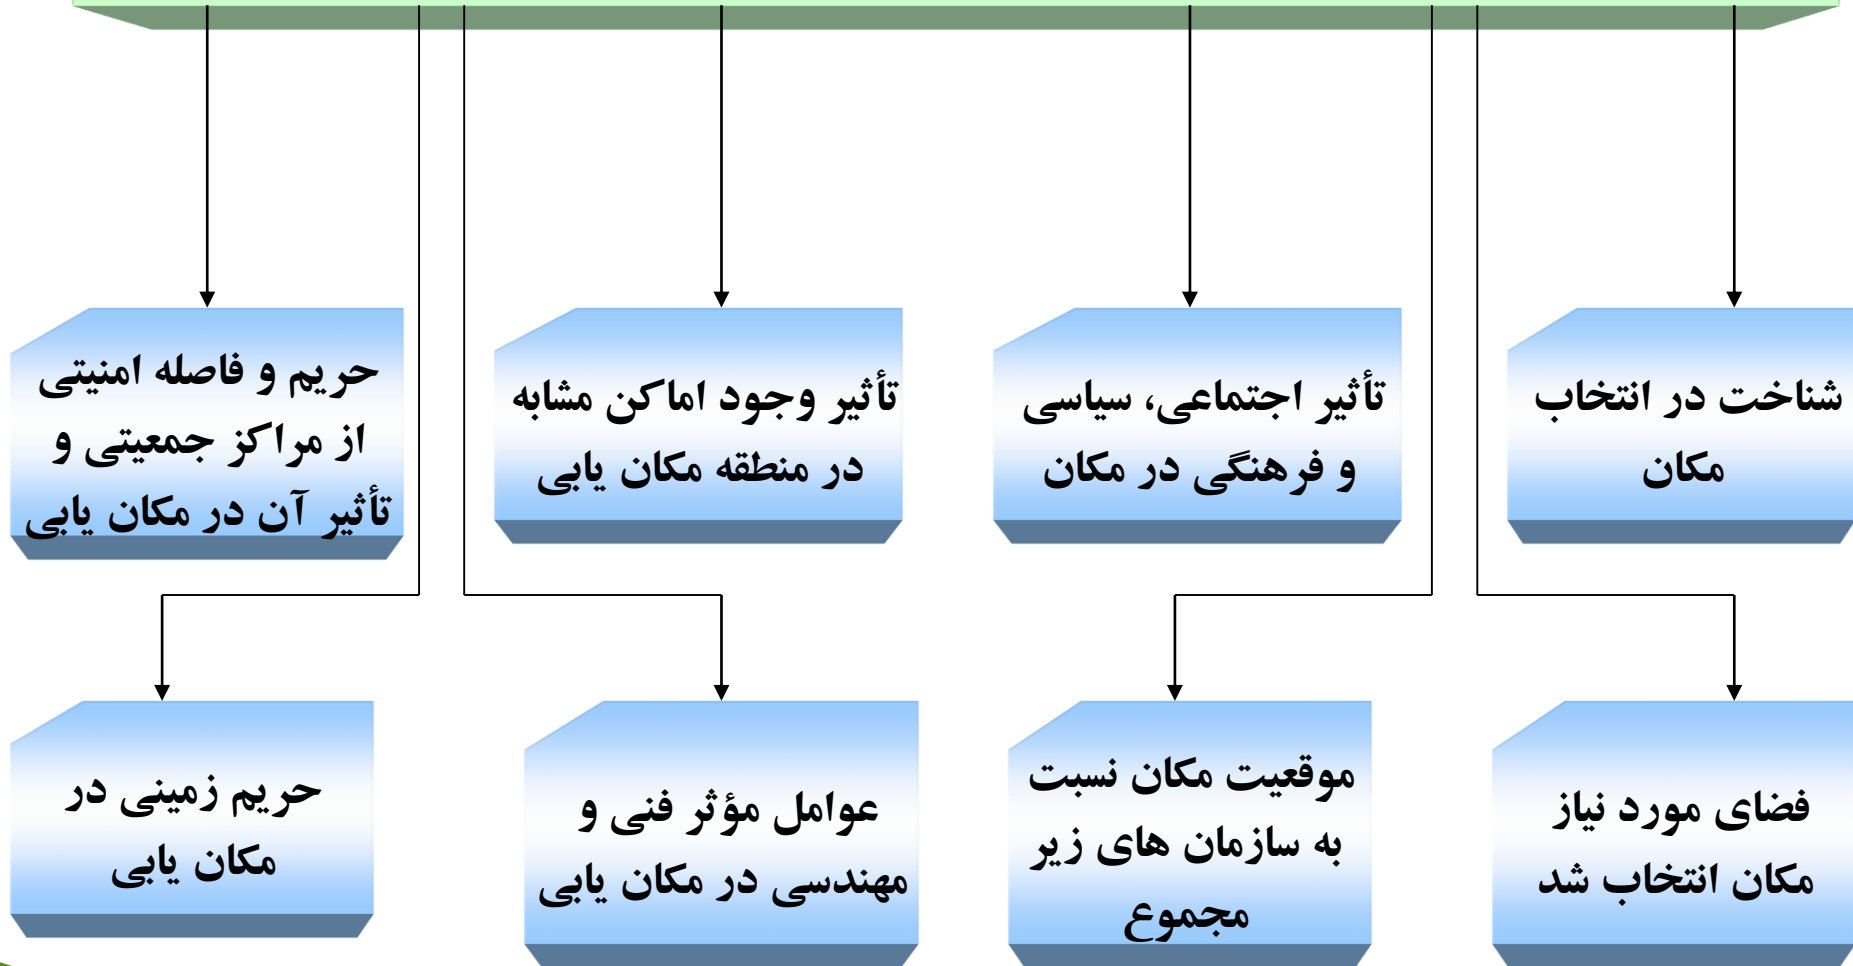 شناخت در انتخاب
مکان
تأثیر اجتماعی، سیاسی
و فرهنگی در مکان
تأثیر وجود اماکن مشابه
در منطقه مکان یابی
حریم و فاصله امنیتی
از مراکز جمعیتی و
تأثیر آن در مکان یابی
فضای مورد نیاز
مکان انتخاب شد
موقعیت مکان نسبت
به سازمان های زیر
مجموع
عوامل مؤثر فنی و
مهندسی در مکان یابی
حریم زمینی در
مکان یابی